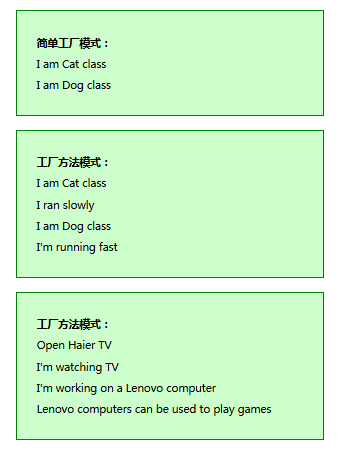 简单工厂模式：
I am Cat class
I am Dog class
工厂方法模式：
I am Cat class
I ran slowly
I am Dog class
I'm running fast
工厂方法模式：
Open Haier TV
I'm watching TV
I'm working on a Lenovo computer
Lenovo computers can be used to play games